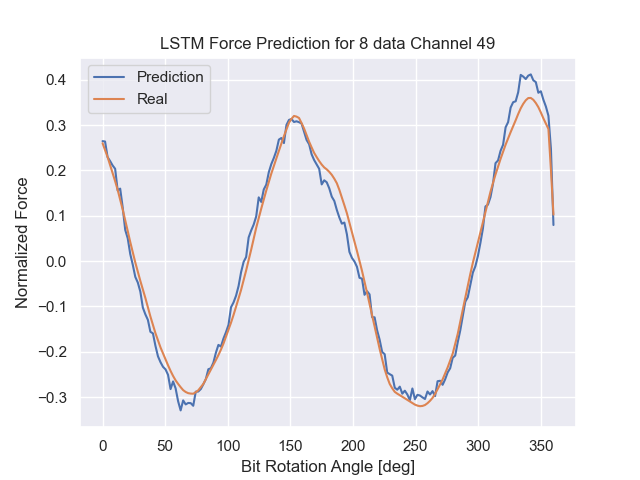 LSTM Force Prediction for 8 data Channel 49
Prediction
Real
Normalized Force
0.4
0.3
0.2
0.1
0.0
−0.1
−0.2
−0.3
0 50 100 150 200 250 300 350
Bit Rotation Angle [deg]